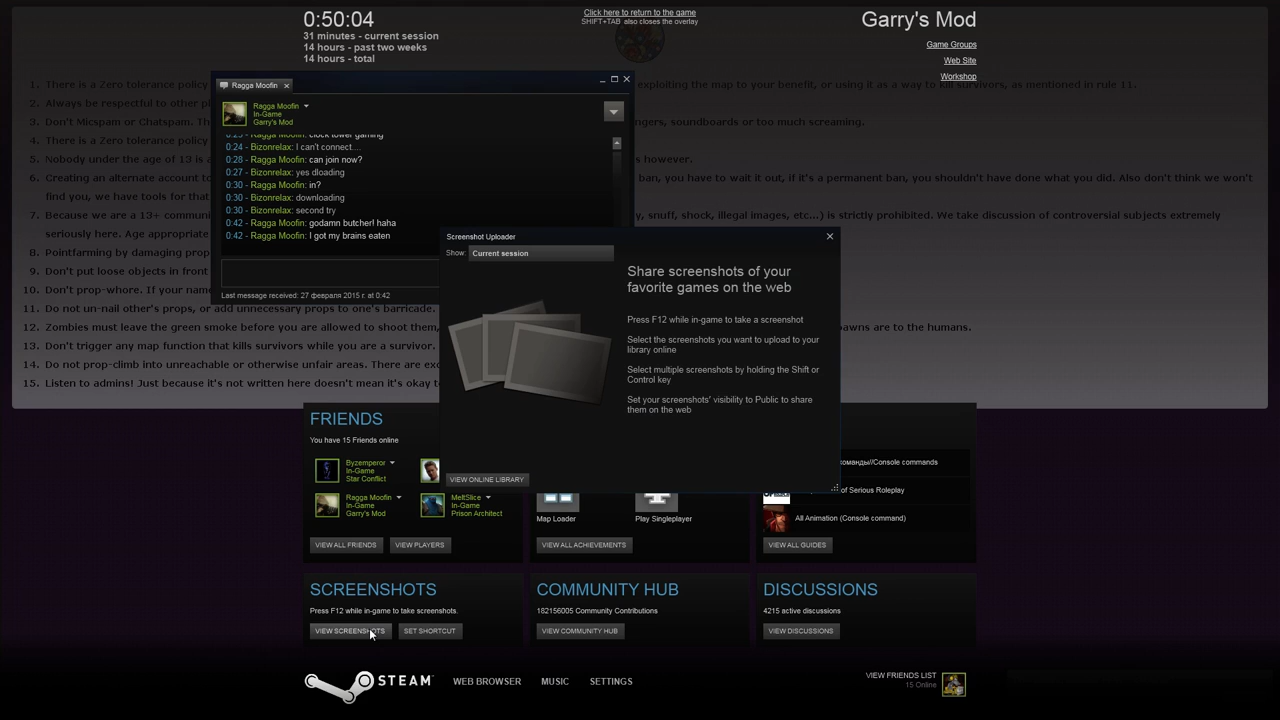 0:50:04
31 minutes - current session
14 hours - past two weeks
14 hours - total
Click here to return to the game
SHIFT+TAB also closes the overlay
Garry's Mod
Game Groups
Web Site
Workshop
1. There is a Zero tolerance policy
exploiting the map to your benefit, or using it as a way to kill survivors, as mentioned in rule 11.
2. Always be respectful to other pl
3. Don't Micspam or Chatspam. Th
ngers, soundboards or too much screaming.
4. There is a Zero tolerance policy
5. Nobody under the age of 13 is a
s however.
6. Creating an alternate account to
ban, you have to wait it out, if it's a permanent ban, you shouldn't have done what you did. Also don't think we won't
find you, we have tools for that
7. Because we are a 13+ communi
y, snuff, shock, illegal images, etc...) is strictly prohibited. We take discussion of controversial subjects extremely
seriously here. Age appropriate
8. Pointfarming by damaging prop
9. Don't put loose objects in front
10. Don't prop-whore. If your name
11. Do not un-nail other's props, or add unnecessary props to one's barricade.
12. Zombies must leave the green smoke before you are allowed to shoot them,
pawns are to the humans.
13. Don't trigger any map function that kills survivors while you are a survivor.
14. Do not prop-climb into unreachable or otherwise unfair areas. There are exc
15. Listen to admins! Just because it's not written here doesn't mean it's okay t
Ragga Moofin
Ragga Moofin
In-Game
Garry's Mod
Ragga Moofin: clock tower gaming
0:24 - Bizonrelax: I can't connect....
0:28 - Ragga Moofin: can join now?
0:27 - Bizonrelax: yes dloading
0:30 - Ragga Moofin: in?
0:30 - Bizonrelax: downloading
0:30 - Bizonrelax: second try
0:42 - Ragga Moofin: godamn butcher! haha
0:42 - Ragga Moofin: I got my brains eaten
Last message received: 27 февраля 2015 г. at 0:42
Screenshot Uploader
Show: Current session
Share screenshots of your
favorite games on the web
Press F12 while in-game to take a screenshot
Select the screenshots you want to upload to your
library online
Select multiple screenshots by holding the Shift or
Control key
Set your screenshots' visibility to Public to share
them on the web
VIEW ONLINE LIBRARY
FRIENDS
You have 15 Friends online
Byzemperor
In-Game
Star Conflict
Ragga Moofin
In-Game
Garry's Mod
MeltSlice
In-Game
Prison Architect
VIEW ALL FRIENDS
VIEW PLAYERS
Map Loader
Play Singleplayer
VIEW ALL ACHIEVEMENTS
команды//Console commands
of Serious Roleplay
All Animation (Console command)
VIEW ALL GUIDES
SCREENSHOTS
Press F12 while in-game to take screenshots.
VIEW SCREENSHOTS
SET SHORTCUT
COMMUNITY HUB
182156005 Community Contributions
VIEW COMMUNITY HUB
DISCUSSIONS
4215 active discussions
VIEW DISCUSSIONS
STEAM
WEB BROWSER
MUSIC
SETTINGS
VIEW FRIENDS LIST
15 Online